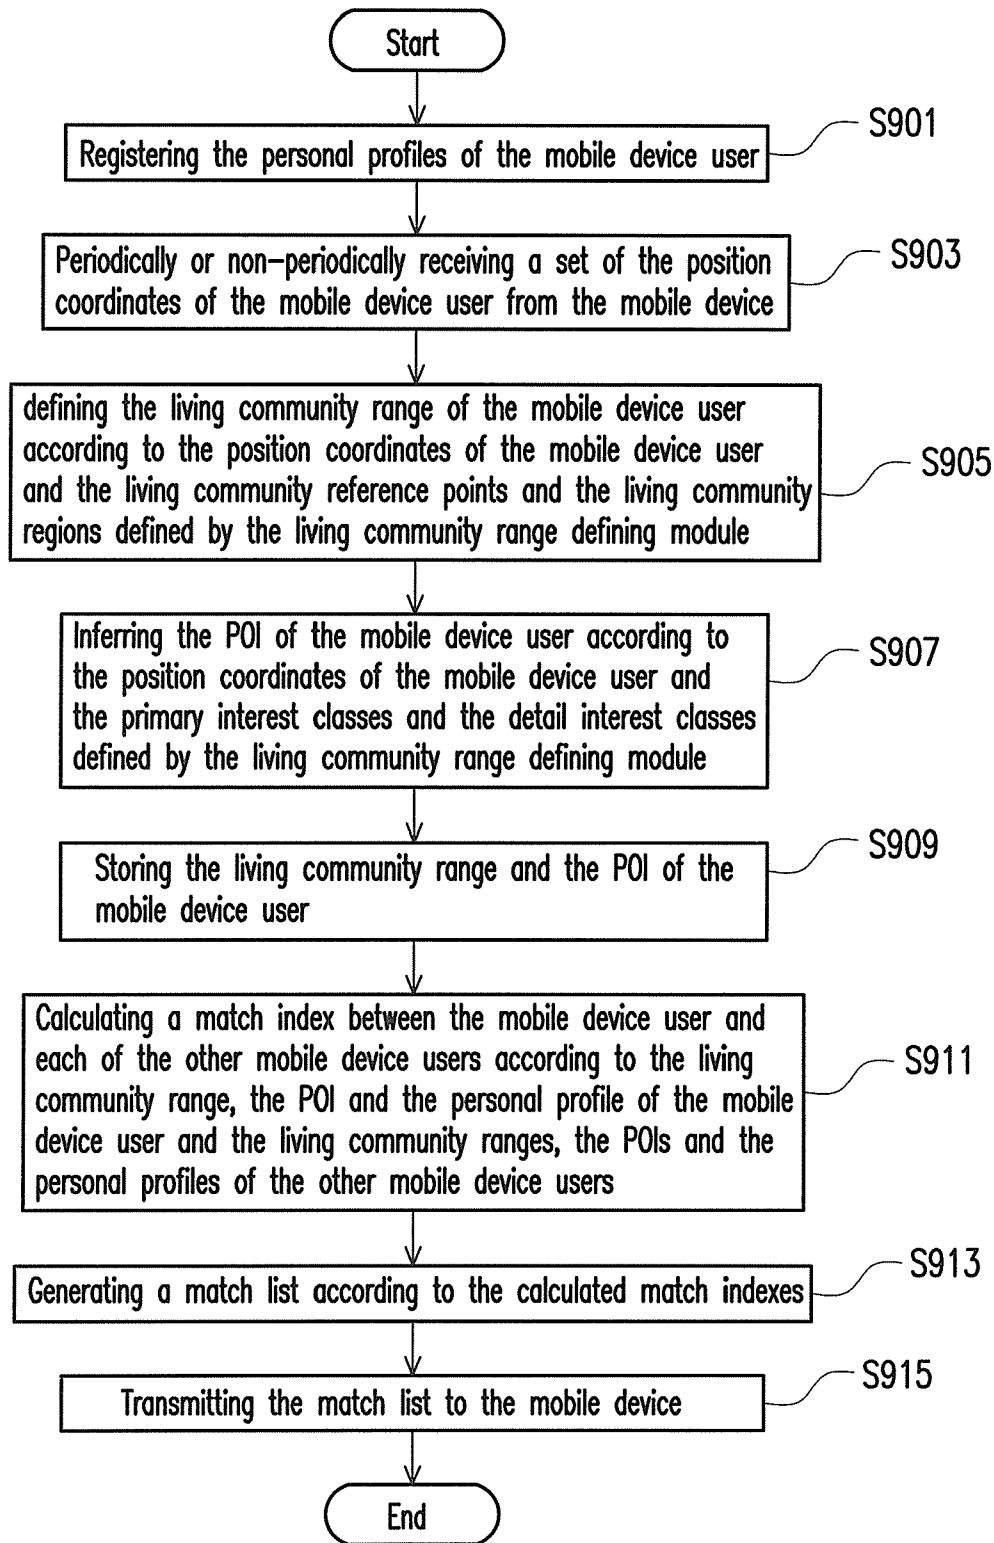 Start
Registering the personal profiles of the mobile device user
S901
Periodically or non-periodically receiving a set of the position
coordinates of the mobile device user from the mobile device
S903
defining the living community range of the mobile device user
according to the position coordinates of the mobile device user
and the living community reference points and the living community
regions defined by the living community range defining module
S905
Inferring the POI of the mobile device user according to
the position coordinates of the mobile device user and
the primary interest classes and the detail interest classes
defined by the living community range defining module
S907
Storing the living community range and the POI of the
mobile device user
S909
Calculating a match index between the mobile device user and
each of the other mobile device users according to the living
community range, the POI and the personal profile of the mobile
device user and the living community ranges, the POIs and the
personal profiles of the other mobile device users
S911
Generating a match list according to the calculated match indexes
S913
Transmitting the match list to the mobile device
S915
End